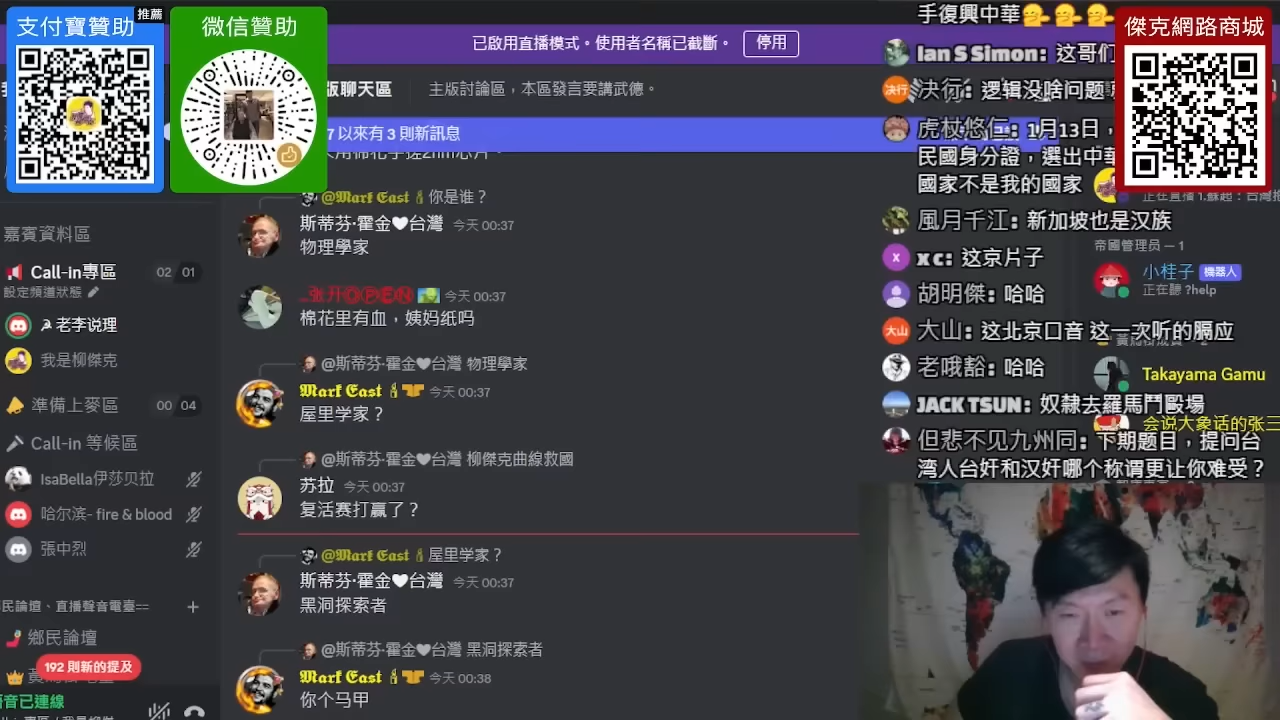 支付寶贊助
推薦
微信贊助
已啟用直播模式。使用者名稱已截斷。
停用
傑克網路商城
版聊天區
主版討論區，本區發言要講武德。
7 以來有 3 則新訊息
@Mark East 你是谁？
斯蒂芬·霍金🤍台灣 今天 00:37
物理學家
今天 00:37
棉花里有血，姨妈纸吗
@斯蒂芬·霍金🤍台灣 物理學家
Mark East 今天 00:37
屋里学家？
@斯蒂芬·霍金🤍台灣 柳傑克曲線救國
苏拉 今天 00:37
复活赛打赢了？
@Mark East 屋里学家？
斯蒂芬·霍金🤍台灣 今天 00:37
黑洞探索者
@斯蒂芬·霍金🤍台灣 黑洞探索者
Mark East 今天 00:38
你个马甲
嘉賓資料區
Call-in專區 02 01
設定頻道狀態
☭ 老李说理
我是柳傑克
準備上麥區 00 04
Call-in 等候區
IsaBella伊莎贝拉
哈尔滨- fire & blood
張中烈
民論壇、直播聲音電臺==
鄉民論壇
192 則新的提及
音已連線
手復興中華
Ian S Simon: 这哥们
决行: 逻辑没啥问题
虎杖悠仁: 1月13日，
民國身分證，選出中華
國家不是我的國家
風月千江: 新加坡也是汉族
帝國管理员 — 1
x c: 这京片子
小桂子 機器人
正在聽 ?help
胡明傑: 哈哈
大山: 这北京口音 这一次听的膈应
老哦豁: 哈哈
Takayama Gamu
JACK TSUN: 奴隸去羅馬鬥毆場
会说大象话的张三
但悲不见九州同: 下期题目，提问台
湾人台奸和汉奸哪个称谓更让你难受？